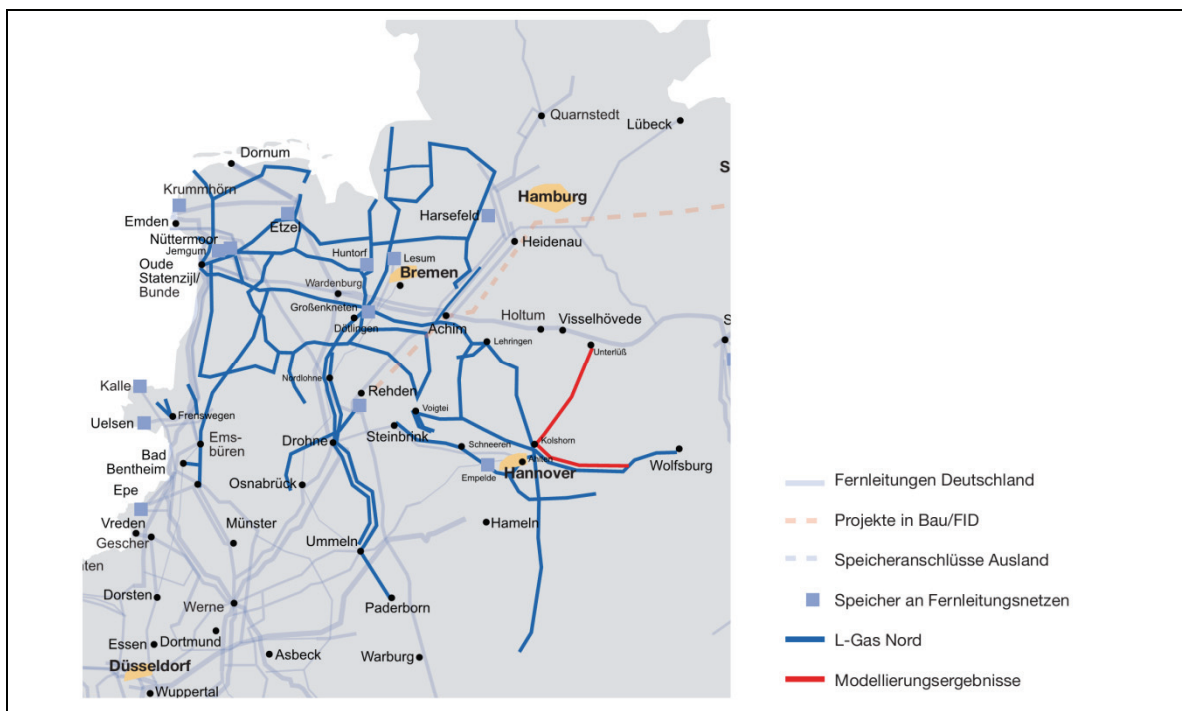 Quarnstedt
Lübeck
Dornum
S
Krummhörn
Hamburg
Emden
Etzel
Harsefeld
Nüttermoor
Jemgum
Heidenau
Huntorf
Lesum
Oude
Statenzijl/
Bunde
Bremen
Wardenburg
Großenkneten
Dötlingen
Achim
Holtum
Visselhövede
S
Lehringen
Unterlüß
Kalle
Nordlohne
Rehden
Uelsen
Frenswegen
Voigtei
Ems-
büren
Drohne
Steinbrink
Schneeren
Kolshorn
Bad
Bentheim
Ahlten
Hannover
Wolfsburg
Empelde
Osnabrück
Epe
Vreden
Gescher
Münster
Hameln
Ummeln
nten
Dorsten
Werne
Paderborn
Essen
Dortmund
Asbeck
Warburg
Düsseldorf
Wuppertal
Fernleitungen Deutschland
Projekte in Bau/FID
Speicheranschlüsse Ausland
Speicher an Fernleitungsnetzen
L-Gas Nord
Modellierungsergebnisse